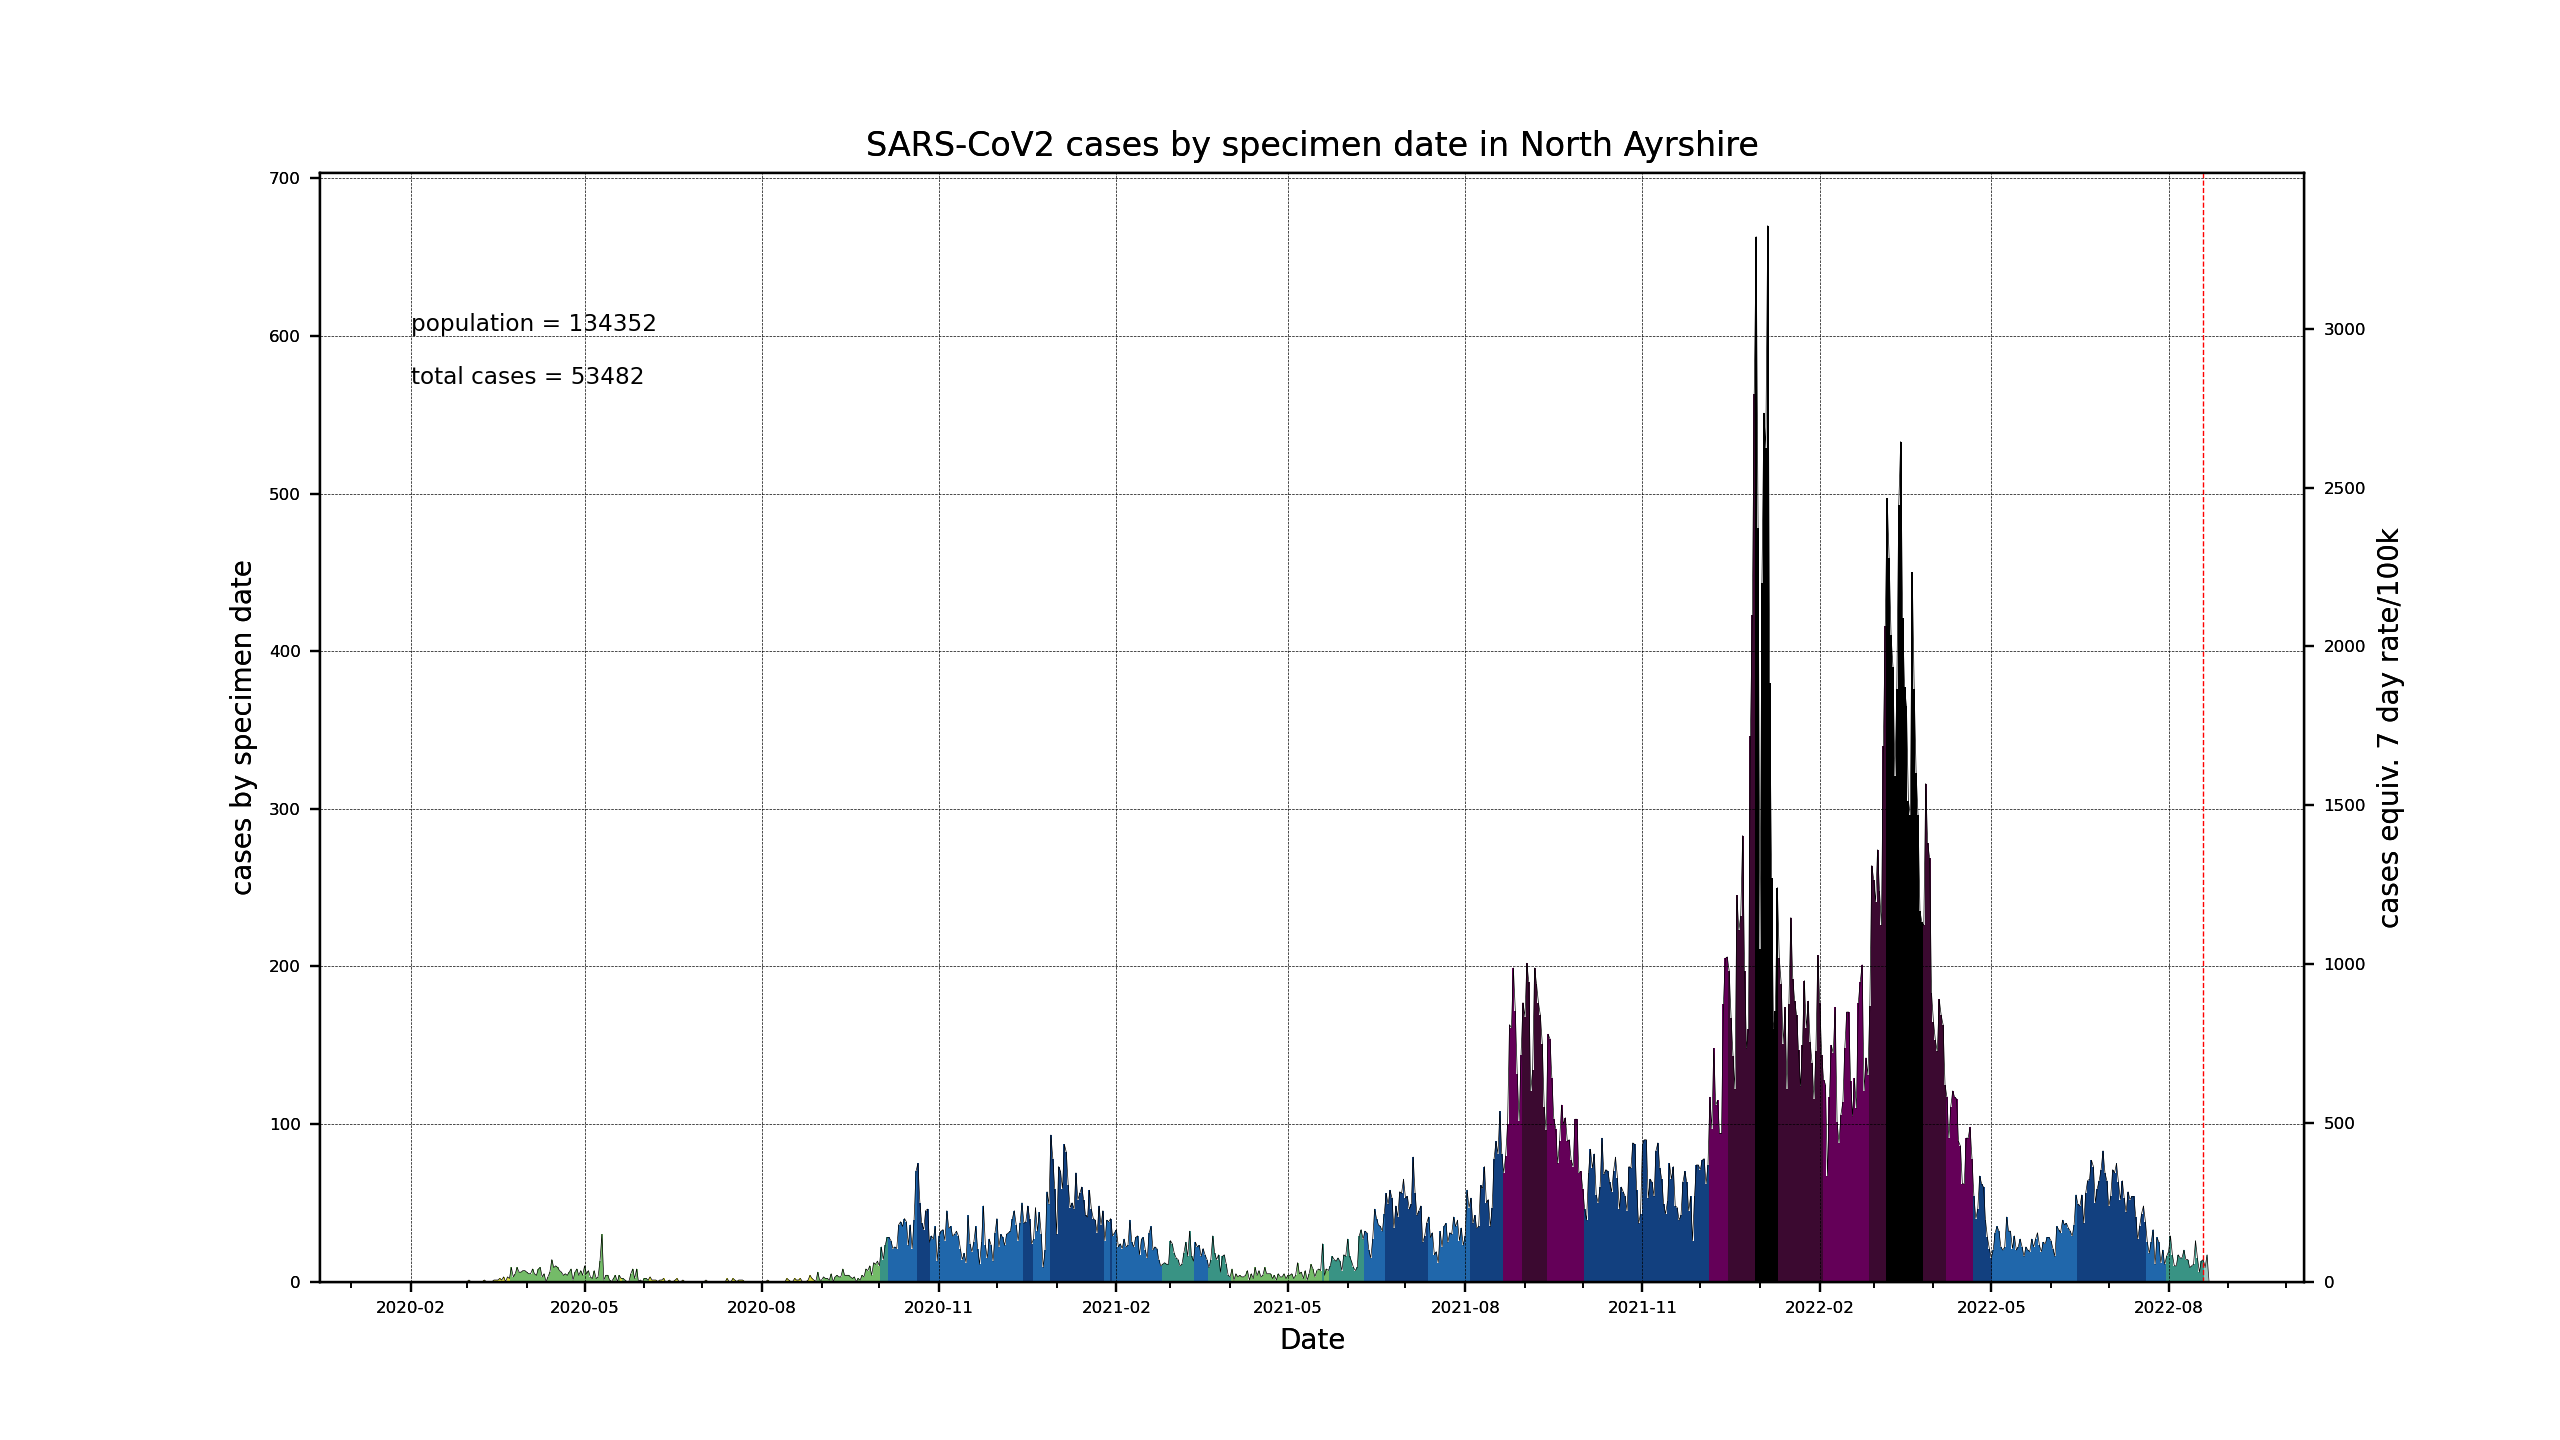 SARS-CoV2 cases by specimen date in North Ayrshire
population = 134352
total cases = 53482
cases by specimen date
700
600
500
400
300
200
100
0
3000
2500
2000
1500
1000
500
0
cases equiv. 7 day rate/100k
2020-02 2020-05 2020-08 2020-11 2021-02 2021-05 2021-08 2021-11 2022-02 2022-05 2022-08
Date